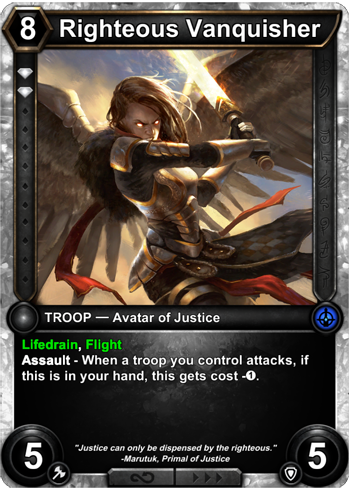 8 Righteous Vanquisher
TROOP — Avatar of Justice
Lifedrain, Flight
Assault - When a troop you control attacks, if
this is in your hand, this gets cost -1.
"Justice can only be dispensed by the righteous."
-Marutuk, Primal of Justice
5 5